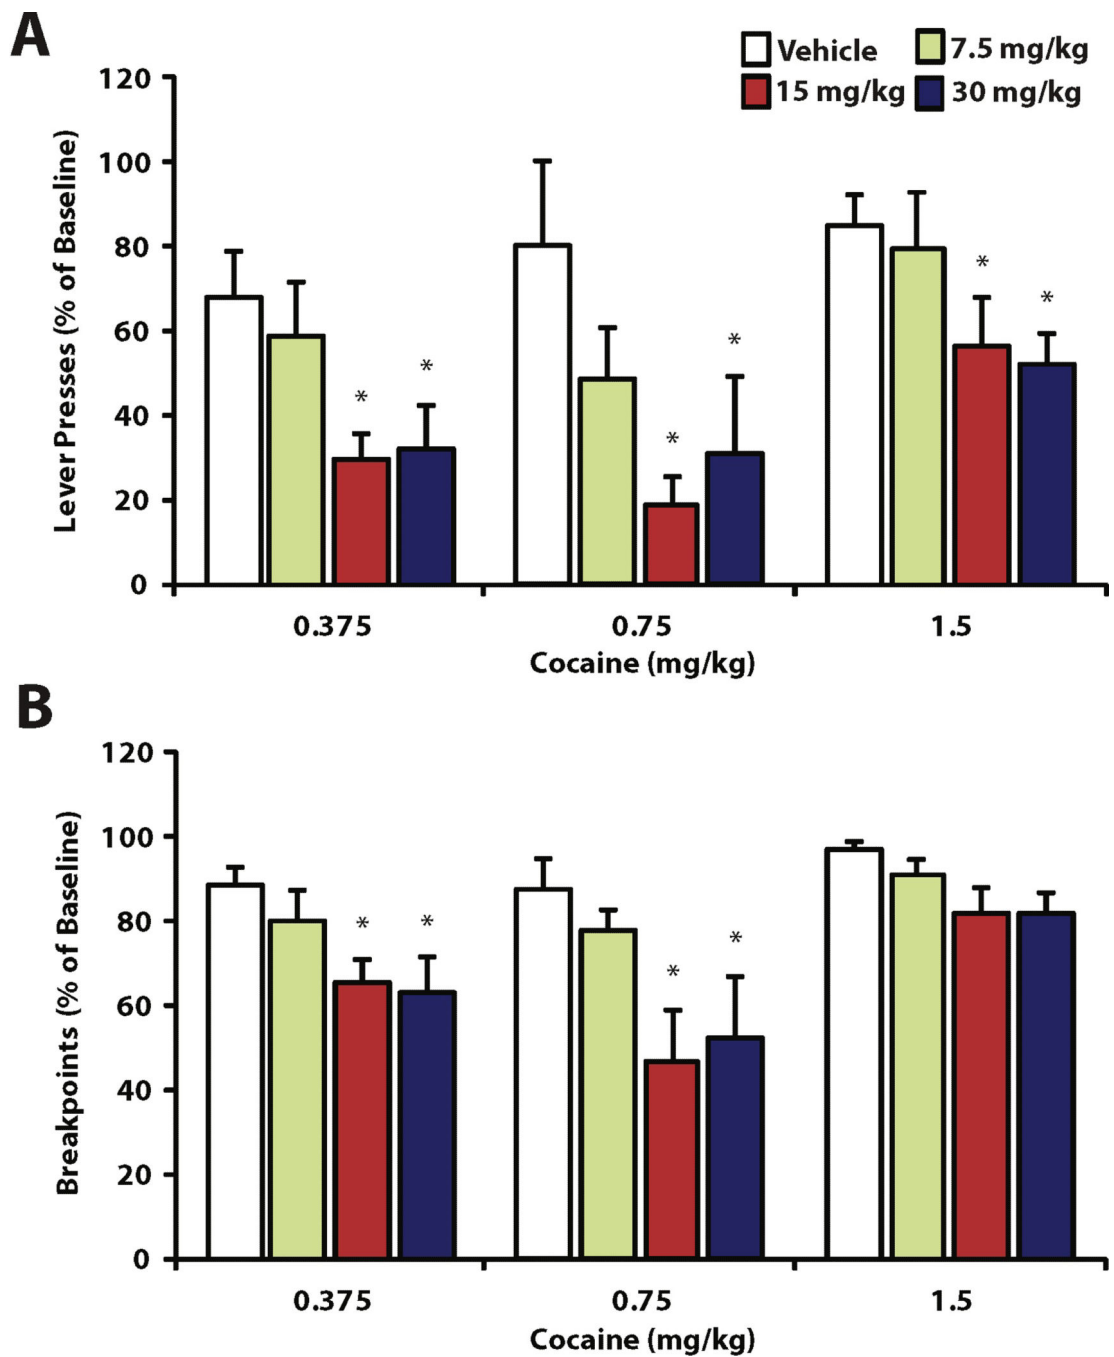 A
Vehicle 7.5 mg/kg
15 mg/kg 30 mg/kg
Lever Presses (% of Baseline)
120
100
80
60
40
20
0
* * * * * *
0.375 0.75 1.5
Cocaine (mg/kg)
B
Breakpoints (% of Baseline)
120
100
80
60
40
20
0
* * * *
0.375 0.75 1.5
Cocaine (mg/kg)